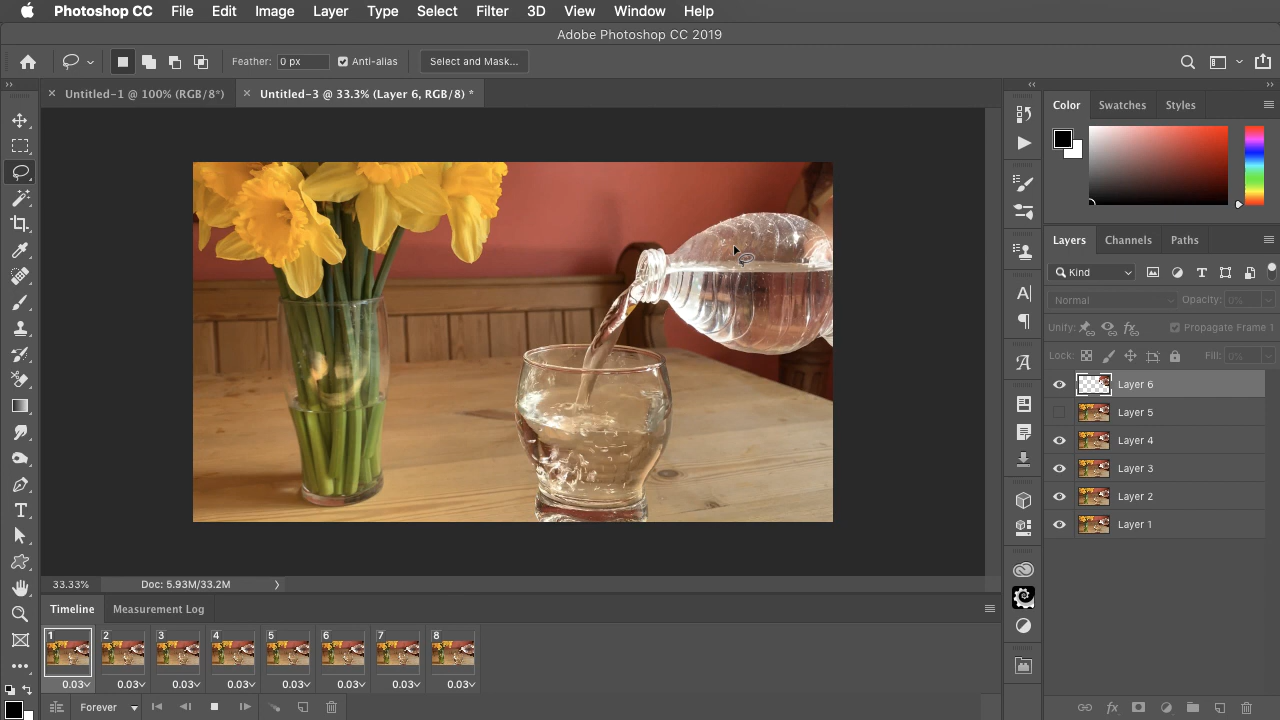 Photoshop CC File Edit Image Layer Type Select Filter 3D View Window Help
Adobe Photoshop CC 2019
Feather: 0 px Anti-alias Select and Mask...
Untitled-1 @ 100% (RGB/8*) Untitled-3 @ 33.3% (Layer 6, RGB/8) *
Color Swatches Styles
Layers Channels Paths
Kind
Normal Opacity: 0%
Unify: Propagate Frame 1
Lock: Fill: 0%
Layer 6
Layer 5
Layer 4
Layer 3
Layer 2
Layer 1
33.33% Doc: 5.93M/33.2M
Timeline Measurement Log
1 2 3 4 5 6 7 8
0.03 0.03 0.03 0.03 0.03 0.03 0.03 0.03
Forever